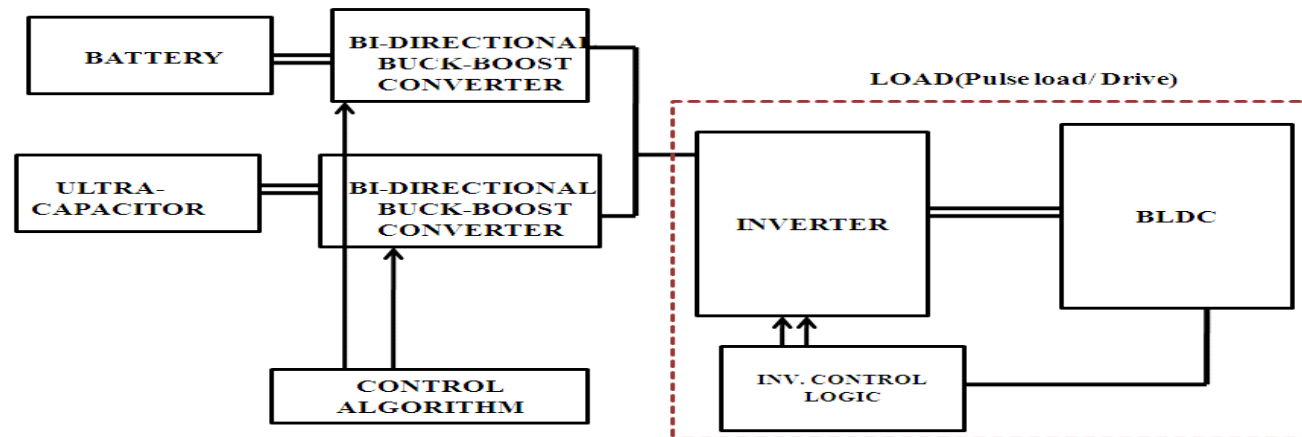 BATTERY
BI-DIRECTIONAL
BUCK-BOOST
CONVERTER
LOAD(Pulse load/ Drive)
ULTRA-
CAPACITOR
BI-DIRECTIONAL
BUCK-BOOST
CONVERTER
INVERTER
BLDC
CONTROL
ALGORITHM
INV. CONTROL
LOGIC